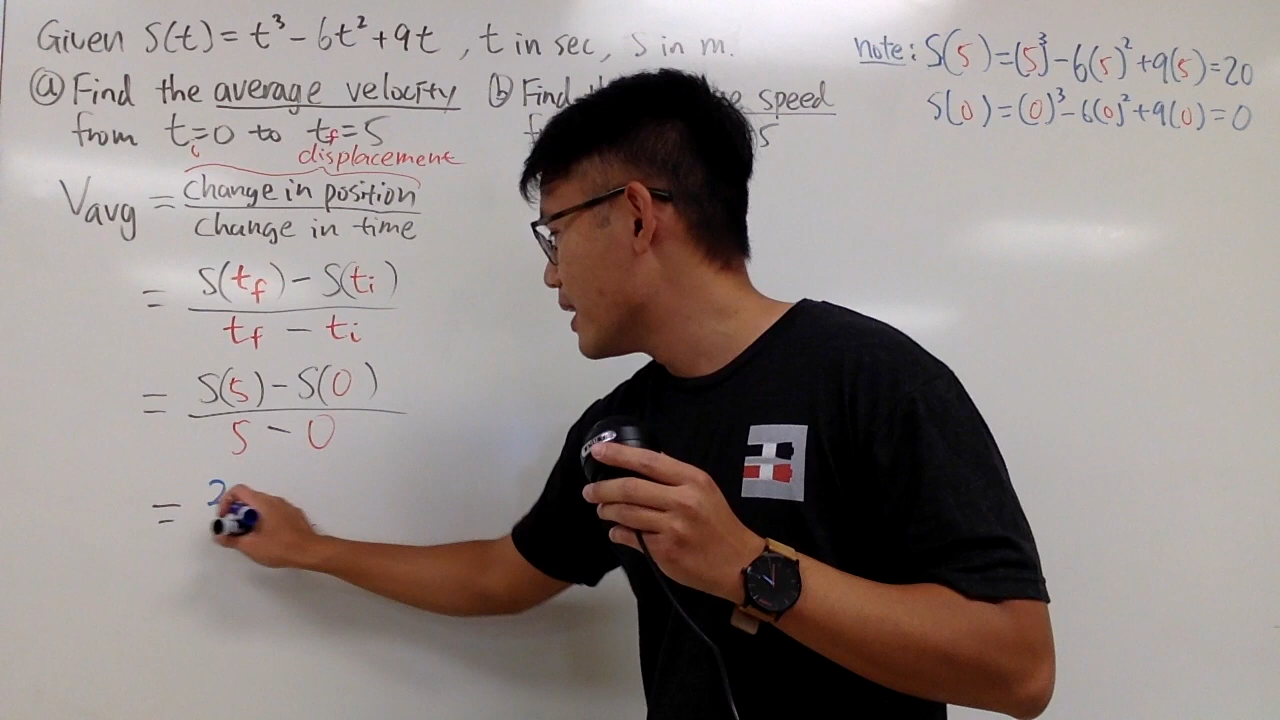 Given S(t) = t³ - 6t² + 9t , t in sec, S in m.
ⓐ Find the average velocity
from tᵢ=0 to t_f=5
displacement
Vavg = change in position / change in time
= S(t_f) - S(tᵢ) / t_f - tᵢ
= S(5) - S(0) / 5 - 0
= 2
ⓑ Find speed
5
note: S(5) = (5)³ - 6(5)² + 9(5) = 20
S(0) = (0)³ - 6(0)² + 9(0) = 0